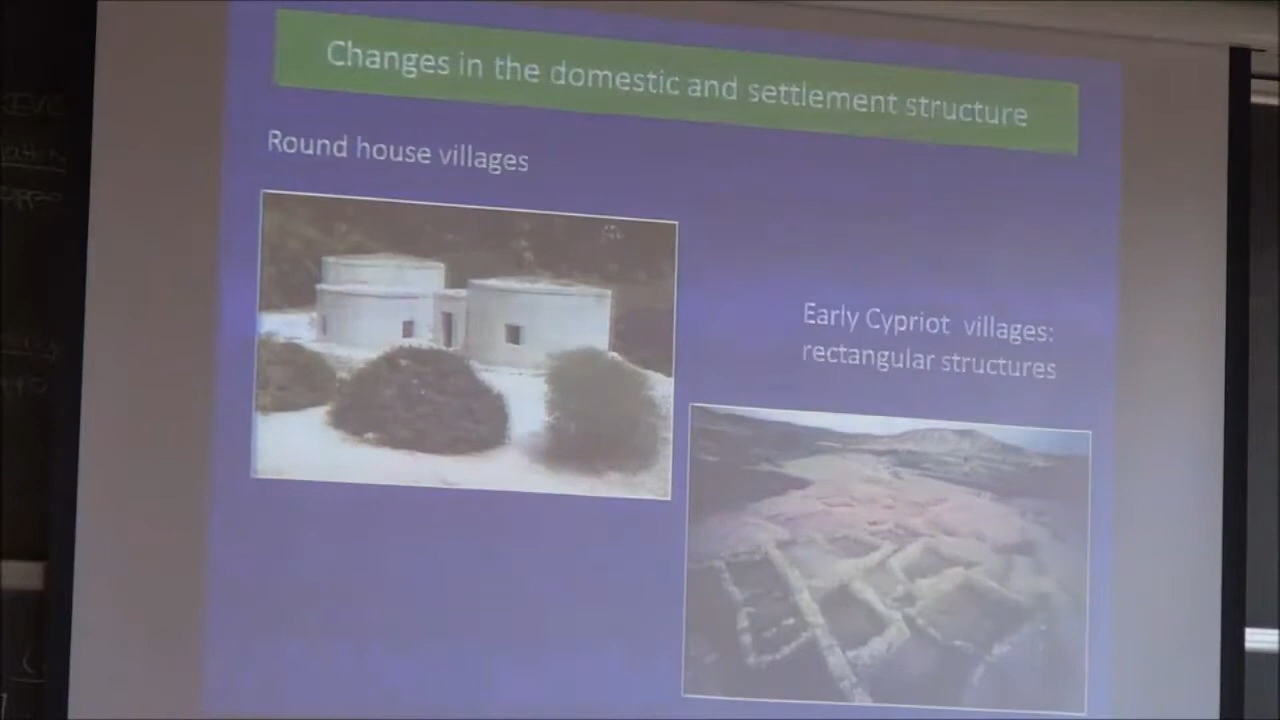 Changes in the domestic and settlement structure
Round house villages
Early Cypriot villages:
rectangular structures